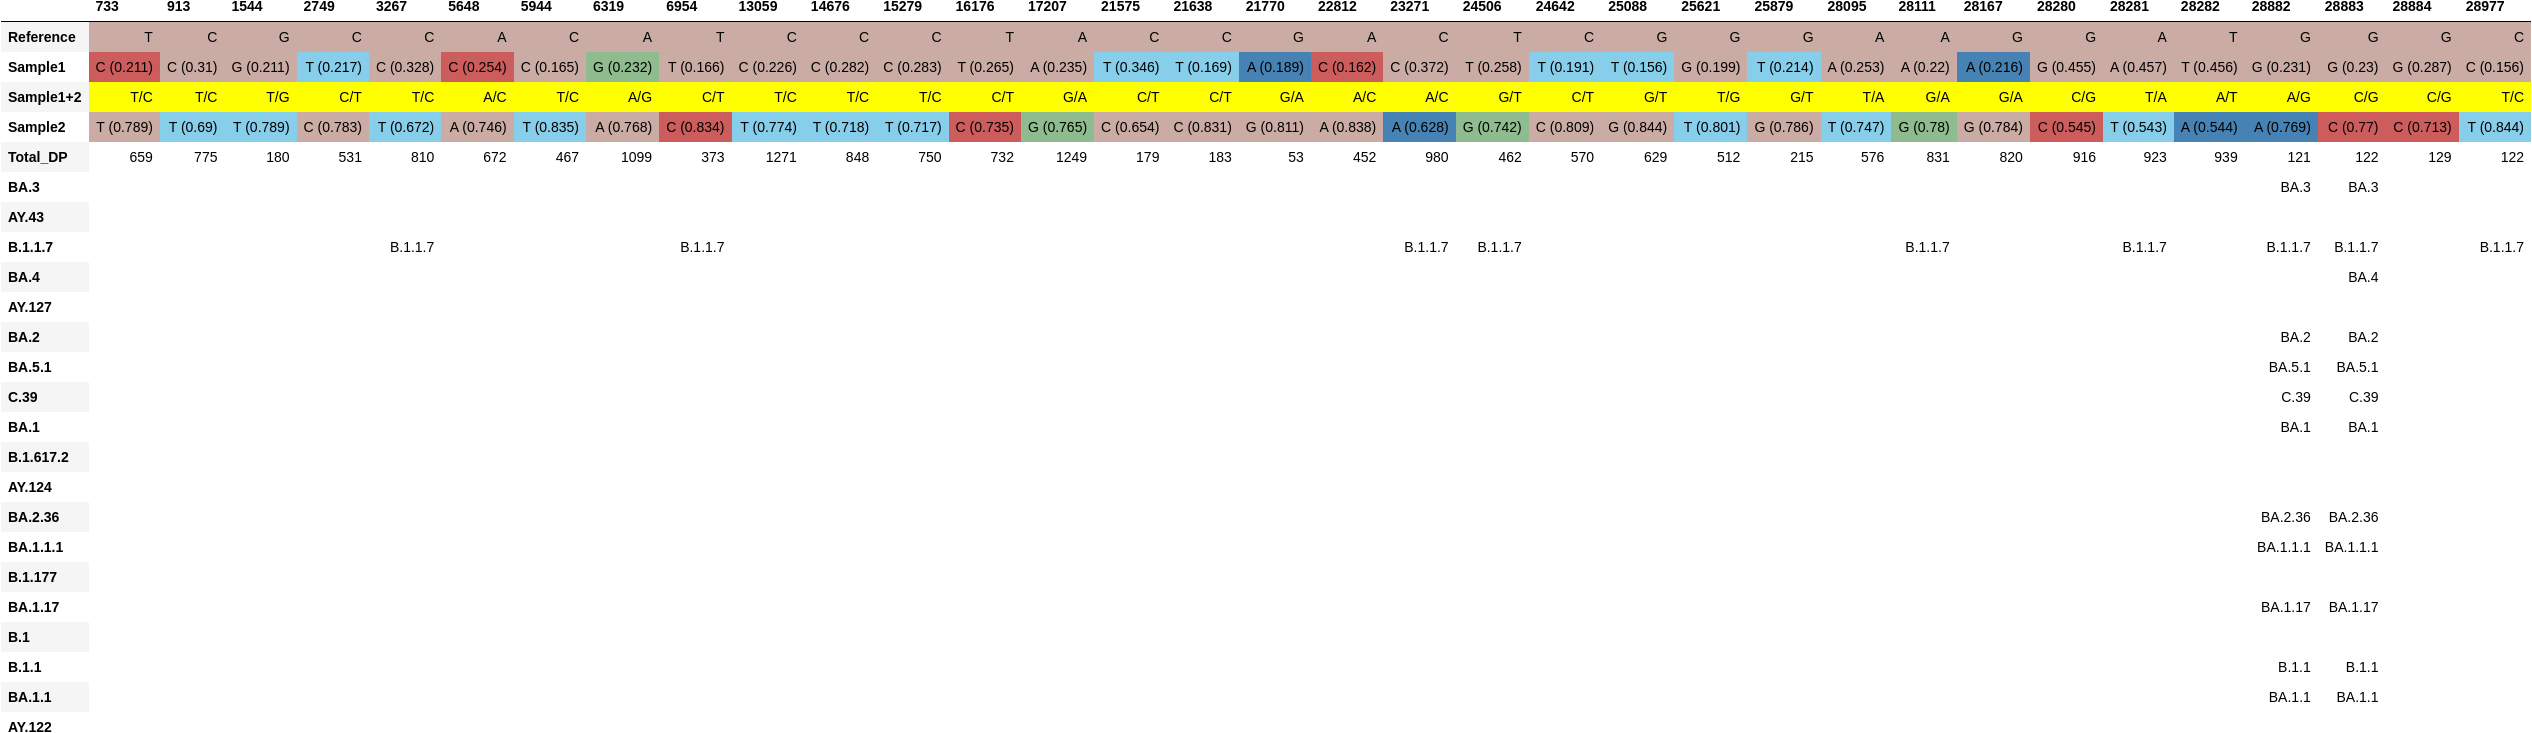 733 913 1544 2749 3267 5648 5944 6319 6954 13059 14676 15279 16176 17207 21575 21638 21770 22812 23271 24506 24642 25088 25621 25879 28095 28111 28167 28280 28281 28282 28882 28883 28884 28977
Reference T C G C C A C A T C C C T A C C G A C T C G G G A A G G A T G G G C
Sample1 C (0.211) C (0.31) G (0.211) T (0.217) C (0.328) C (0.254) C (0.165) G (0.232) T (0.166) C (0.226) C (0.282) C (0.283) T (0.265) A (0.235) T (0.346) T (0.169) A (0.189) C (0.162) C (0.372) T (0.258) T (0.191) T (0.156) G (0.199) T (0.214) A (0.253) A (0.22) A (0.216) G (0.455) A (0.457) T (0.456) G (0.231) G (0.23) G (0.287) C (0.156)
Sample1+2 T/C T/C T/G C/T T/C A/C T/C A/G C/T T/C T/C T/C C/T G/A C/T C/T G/A A/C A/C G/T C/T G/T T/G G/T T/A G/A G/A C/G T/A A/T A/G C/G C/G T/C
Sample2 T (0.789) T (0.69) T (0.789) C (0.783) T (0.672) A (0.746) T (0.835) A (0.768) C (0.834) T (0.774) T (0.718) T (0.717) C (0.735) G (0.765) C (0.654) C (0.831) G (0.811) A (0.838) A (0.628) G (0.742) C (0.809) G (0.844) T (0.801) G (0.786) T (0.747) G (0.78) G (0.784) C (0.545) T (0.543) A (0.544) A (0.769) C (0.77) C (0.713) T (0.844)
Total_DP 659 775 180 531 810 672 467 1099 373 1271 848 750 732 1249 179 183 53 452 980 462 570 629 512 215 576 831 820 916 923 939 121 122 129 122
BA.3 BA.3 BA.3
AY.43
B.1.1.7 B.1.1.7 B.1.1.7 B.1.1.7 B.1.1.7 B.1.1.7 B.1.1.7 B.1.1.7 B.1.1.7 B.1.1.7
BA.4 BA.4
AY.127
BA.2 BA.2 BA.2
BA.5.1 BA.5.1 BA.5.1
C.39 C.39 C.39
BA.1 BA.1 BA.1
B.1.617.2
AY.124
BA.2.36 BA.2.36 BA.2.36
BA.1.1.1 BA.1.1.1 BA.1.1.1
B.1.177
BA.1.17 BA.1.17 BA.1.17
B.1
B.1.1 B.1.1 B.1.1
BA.1.1 BA.1.1 BA.1.1
AY.122